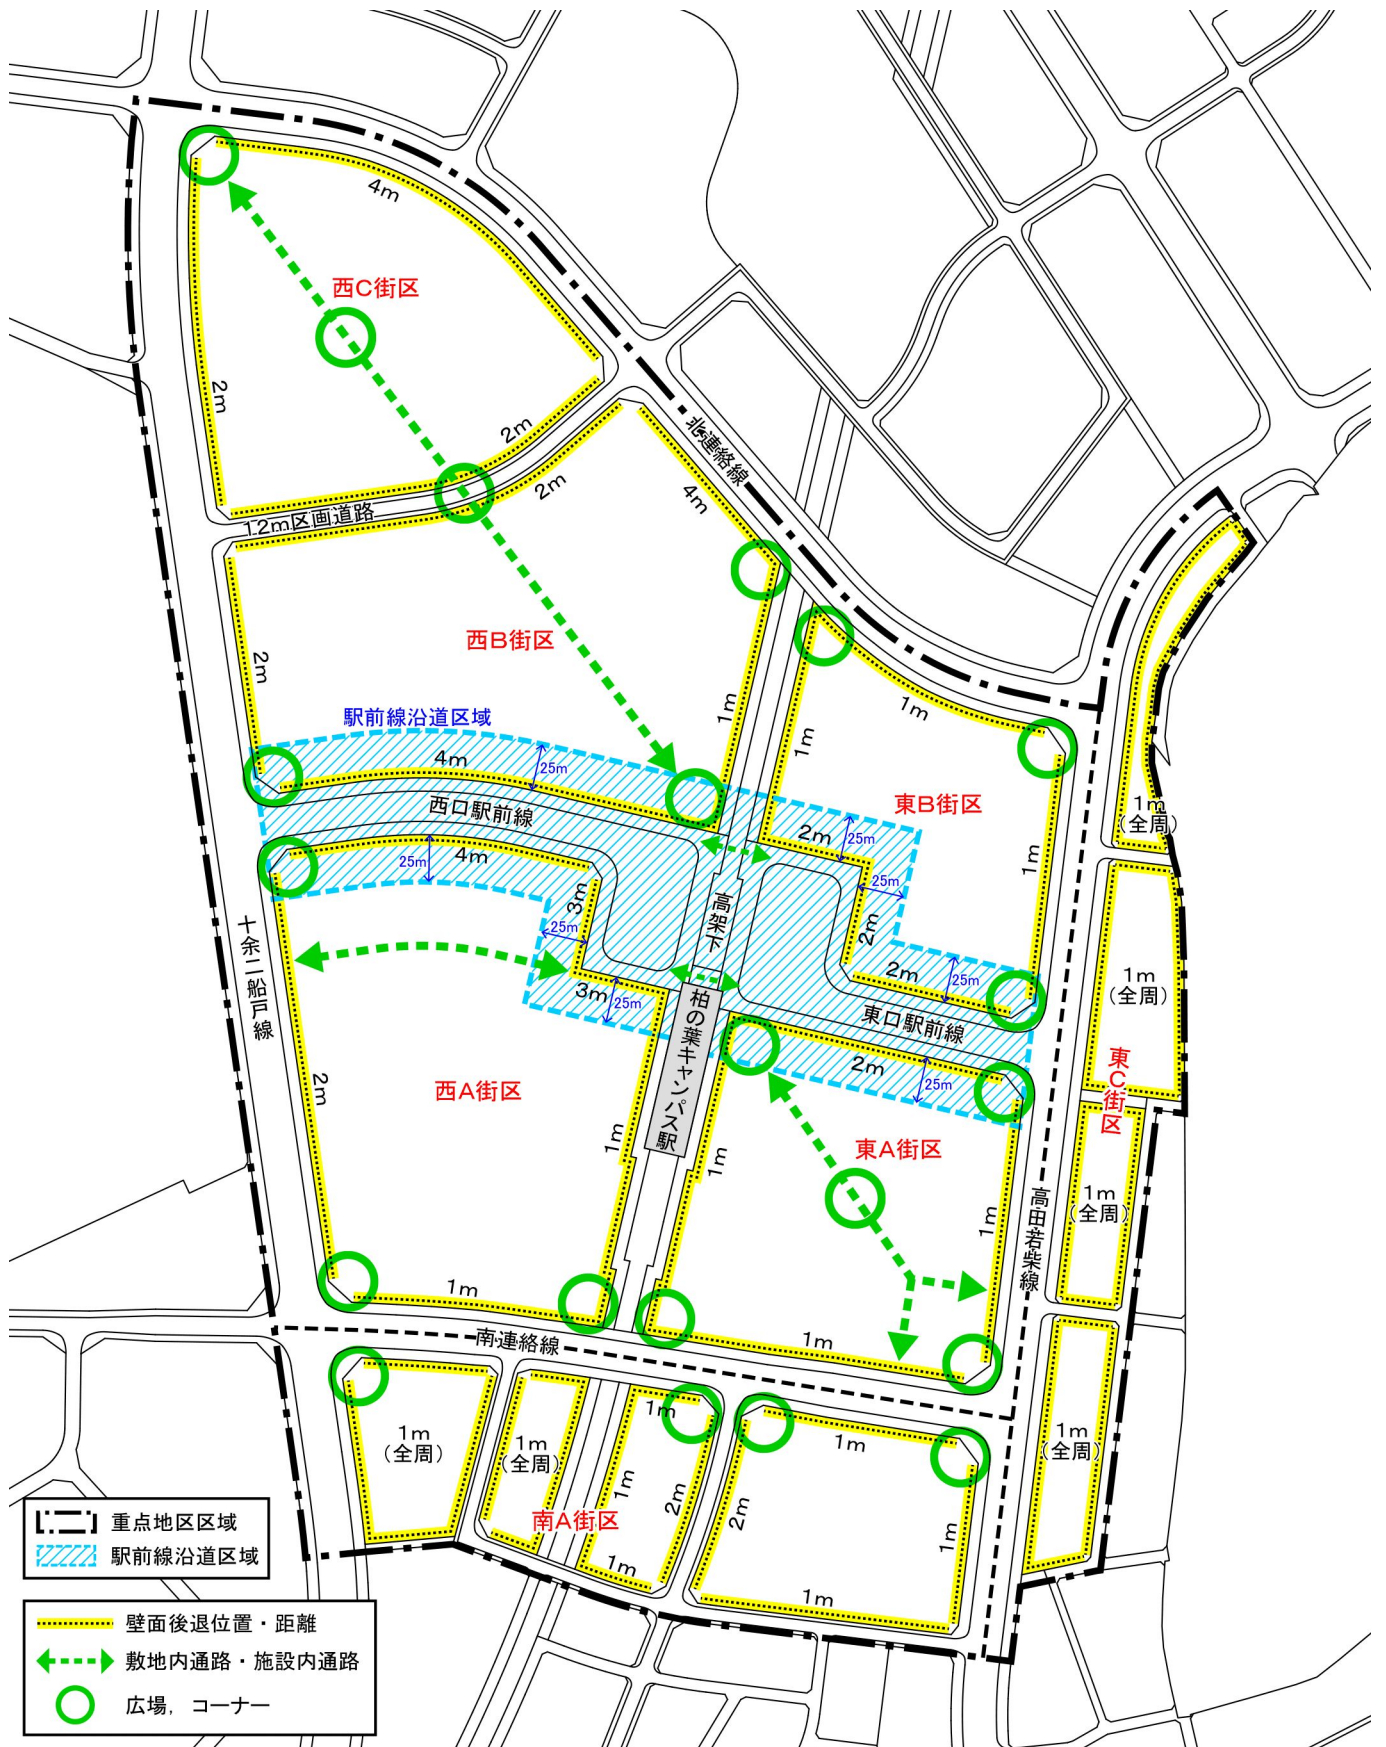 4m
西C街区
2m
2m
北連絡線
2m
4m
12m区画道路
西B街区
2m
1m
1m
駅前線沿道区域
1m
4m
25m
西口駅前線
東B街区
2m
25m
1m
(全周)
4m
25m
1m
25m
3m
高架下
2m
25m
2m
25m
3m
25m
1m
(全周)
十余二船戸線
柏の葉キャンパス駅
東口駅前線
2m
25m
東C街区
2m
西A街区
1m
1m
東A街区
1m
1m
(全周)
高田若柴線
1m
南連絡線
1m
1m
(全周)
1m
(全周)
1m
1m
2m
1m
南A街区
2m
1m
1m
1m
1m
(全周)
重点地区区域
駅前線沿道区域
壁面後退位置・距離
敷地内通路・施設内通路
広場,コーナー